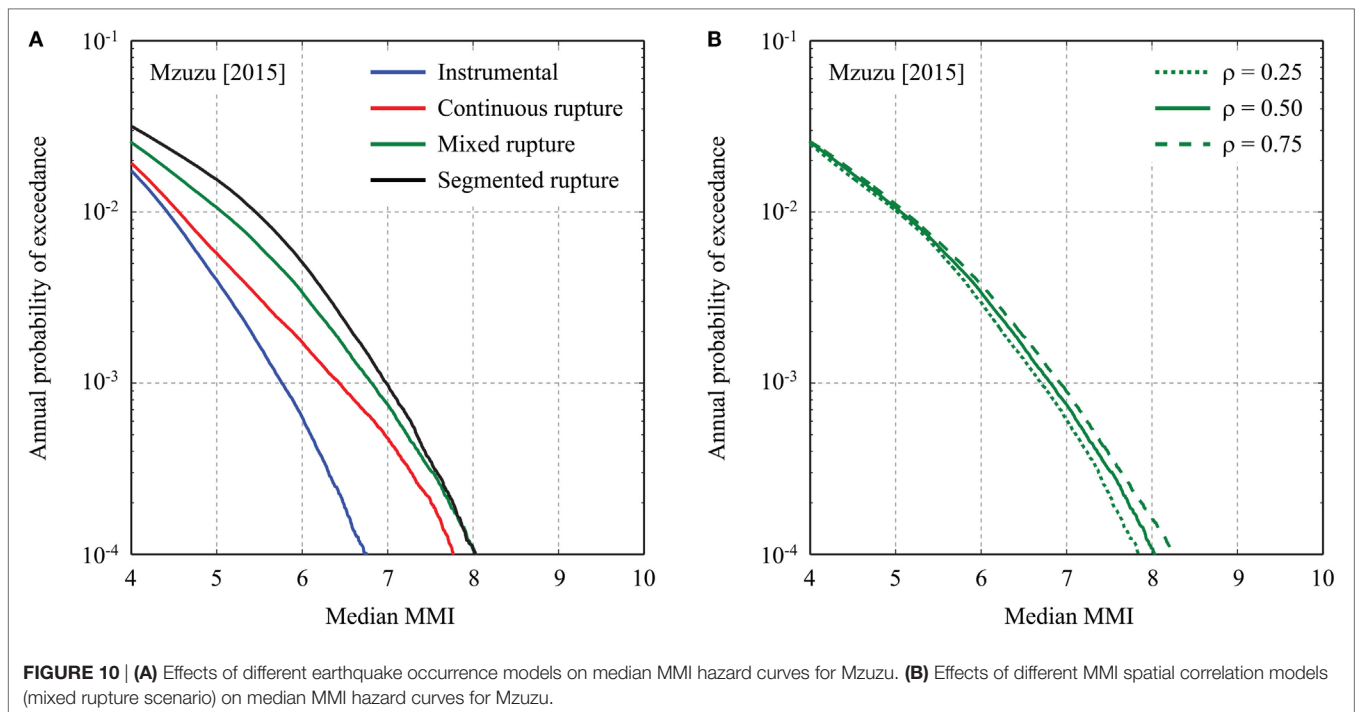 A
10-1
10-2
10-3
10-4
Annual probability of exceedance
Mzuzu [2015]
Instrumental
Continuous rupture
Mixed rupture
Segmented rupture
4 5 6 7 8 9 10
Median MMI
B
10-1
10-2
10-3
10-4
Annual probability of exceedance
Mzuzu [2015]
ρ = 0.25
ρ = 0.50
ρ = 0.75
4 5 6 7 8 9 10
Median MMI
FIGURE 10 | (A) Effects of different earthquake occurrence models on median MMI hazard curves for Mzuzu. (B) Effects of different MMI spatial correlation models
(mixed rupture scenario) on median MMI hazard curves for Mzuzu.